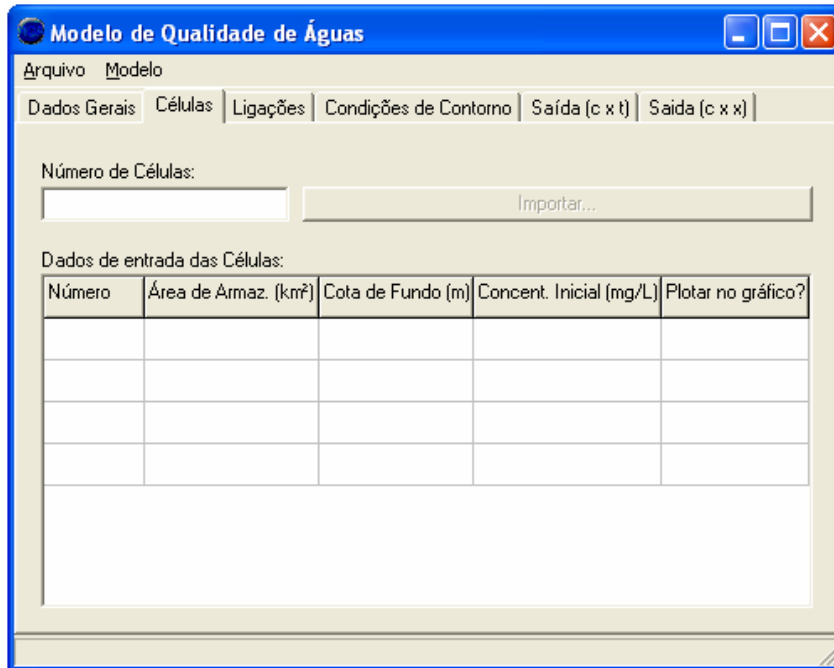 Modelo de Qualidade de Águas
Arquivo Modelo
Dados Gerais Células Ligações Condições de Contorno Saída (c x t) Saida (c x x)
Número de Células:
Importar...
Dados de entrada das Células:
Número Área de Armaz. (km²) Cota de Fundo (m) Concent. Inicial (mg/L) Plotar no gráfico?